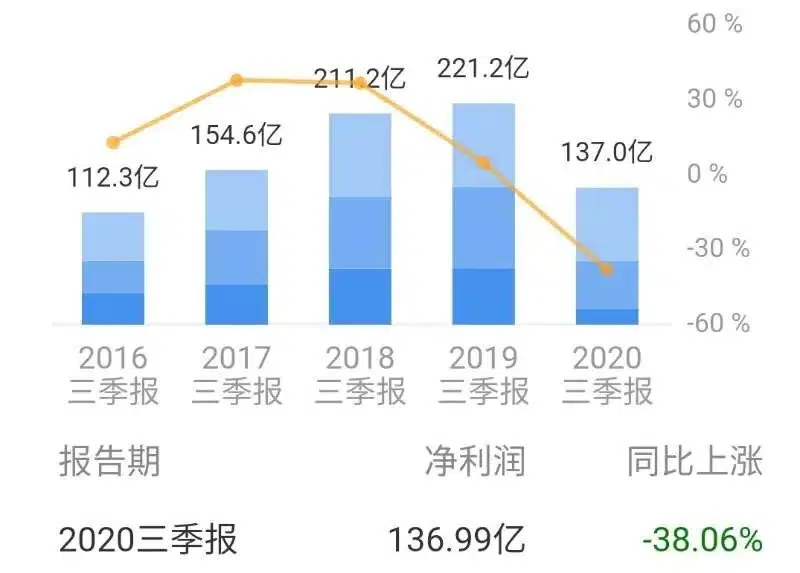 60 %
211.2亿
221.2亿
30 %
154.6亿
137.0亿
112.3亿
0 %
-30 %
-60 %
2016 2017 2018 2019 2020
三季报 三季报 三季报 三季报 三季报
报告期 净利润 同比上涨
2020三季报 136.99亿 -38.06%